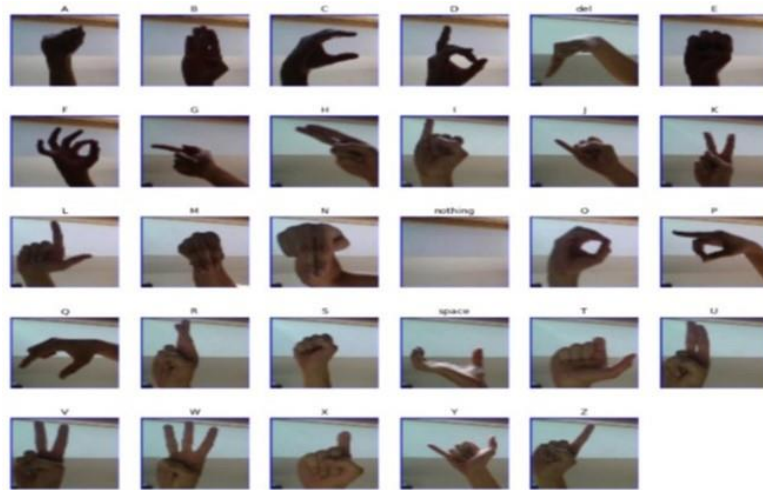 A B C D del E
F G H I J K
L M N nothing O P
Q R S space T U
V W X Y Z